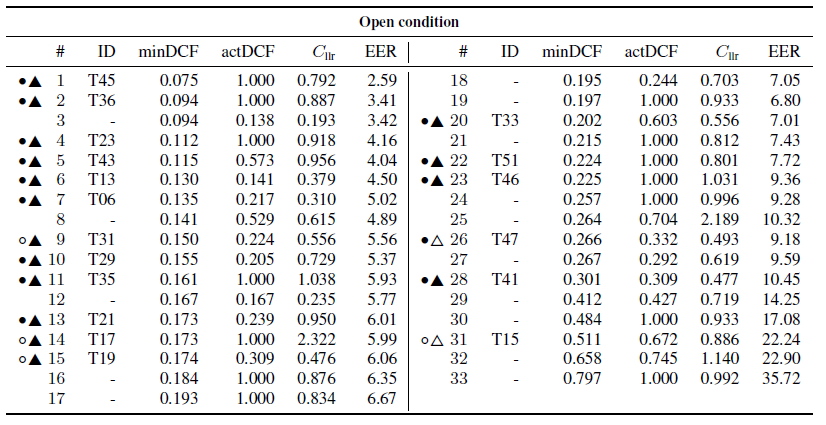 Open condition
# ID minDCF actDCF Cllr EER # ID minDCF actDCF Cllr EER
●▲ 1 T45 0.075 1.000 0.792 2.59 18 - 0.195 0.244 0.703 7.05
●▲ 2 T36 0.094 1.000 0.887 3.41 19 - 0.197 1.000 0.933 6.80
3 - 0.094 0.138 0.193 3.42 ●▲ 20 T33 0.202 0.603 0.556 7.01
●▲ 4 T23 0.112 1.000 0.918 4.16 21 - 0.215 1.000 0.812 7.43
●▲ 5 T43 0.115 0.573 0.956 4.04 ●▲ 22 T51 0.224 1.000 0.801 7.72
●▲ 6 T13 0.130 0.141 0.379 4.50 ●▲ 23 T46 0.225 1.000 1.031 9.36
●▲ 7 T06 0.135 0.217 0.310 5.02 24 - 0.257 1.000 0.996 9.28
8 - 0.141 0.529 0.615 4.89 25 - 0.264 0.704 2.189 10.32
○▲ 9 T31 0.150 0.224 0.556 5.56 ●△ 26 T47 0.266 0.332 0.493 9.18
●▲ 10 T29 0.155 0.205 0.729 5.37 27 - 0.267 0.292 0.619 9.59
●▲ 11 T35 0.161 1.000 1.038 5.93 ●▲ 28 T41 0.301 0.309 0.477 10.45
12 - 0.167 0.167 0.235 5.77 29 - 0.412 0.427 0.719 14.25
●▲ 13 T21 0.173 0.239 0.950 6.01 30 - 0.484 1.000 0.933 17.08
○▲ 14 T17 0.173 1.000 2.322 5.99 ○△ 31 T15 0.511 0.672 0.886 22.24
○▲ 15 T19 0.174 0.309 0.476 6.06 32 - 0.658 0.745 1.140 22.90
16 - 0.184 1.000 0.876 6.35 33 - 0.797 1.000 0.992 35.72
17 - 0.193 1.000 0.834 6.67